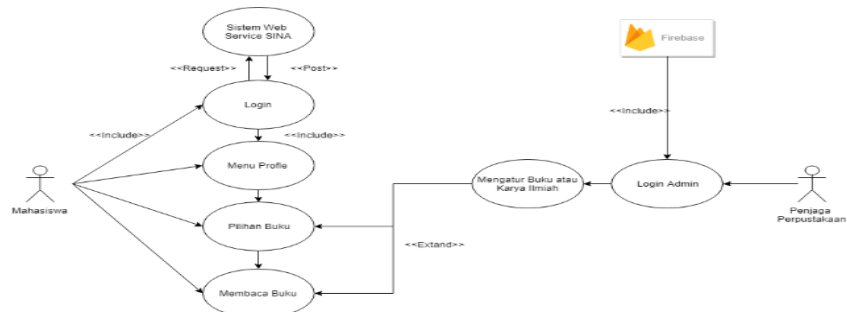 Sistem Web
Service SINA
Firebase
<<Request>>
<<Post>>
Login
<<Include>>
<<Include>>
<<Include>>
Menu Profle
Mengatur Buku atau
Karya Ilmiah
Login Admin
Mahasiswa
Penjaga
Perpustakaan
Pilihan Buku
<<Extand>>
Membaca Buku